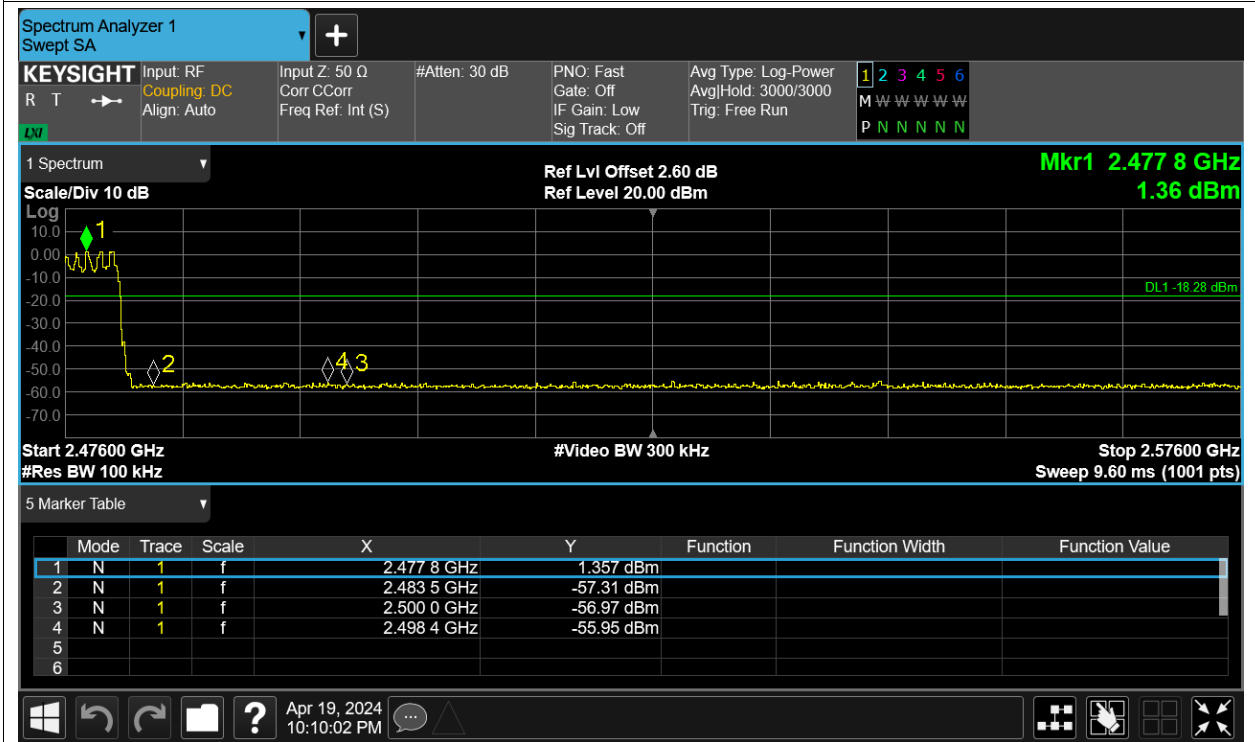 Spectrum Analyzer 1
Swept SA
+
KEYSIGHT Input: RF Input Z: 50 Ω #Atten: 30 dB PNO: Fast Avg Type: Log-Power 1 2 3 4 5 6
R T Coupling: DC Corr CCorr Gate: Off Avg|Hold: 3000/3000 M W W W W W
Align: Auto Freq Ref: Int (S) IF Gain: Low Trig: Free Run
LXI Sig Track: Off P N N N N N
1 Spectrum Ref Lvl Offset 2.60 dB Mkr1 2.477 8 GHz
Scale/Div 10 dB Ref Level 20.00 dBm 1.36 dBm
Log
10.0 1
0.00
-10.0
DL1 -18.28 dBm
-20.0
-30.0
-40.0
-50.0 2 4 3
-60.0
-70.0
Start 2.47600 GHz #Video BW 300 kHz Stop 2.57600 GHz
#Res BW 100 kHz Sweep 9.60 ms (1001 pts)
5 Marker Table
Mode Trace Scale X Y Function Function Width Function Value
1 N 1 f 2.477 8 GHz 1.357 dBm
2 N 1 f 2.483 5 GHz -57.31 dBm
3 N 1 f 2.500 0 GHz -56.97 dBm
4 N 1 f 2.498 4 GHz -55.95 dBm
5
6
? Apr 19, 2024
10:10:02 PM